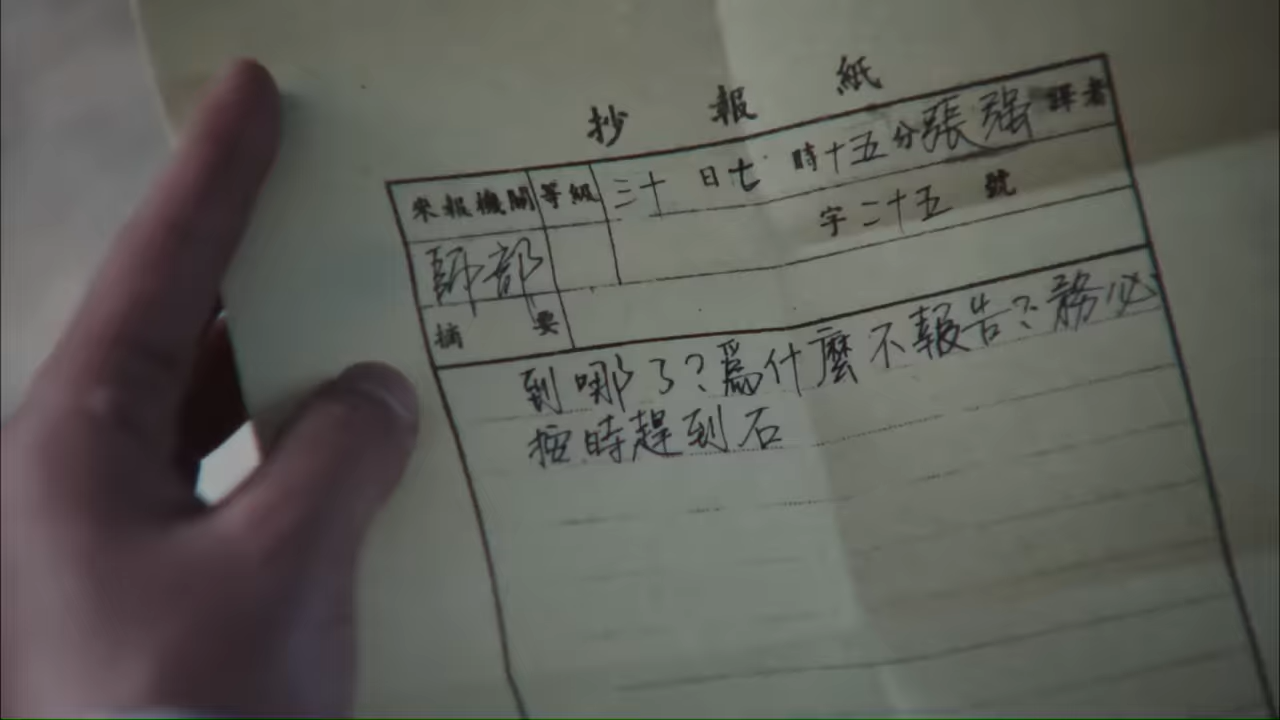 抄報紙
來報機關 等級 三十日七時十五分張強譯者
師部 字二十五號
摘要
到哪了?爲什麼不報告?務必
按時趕到石